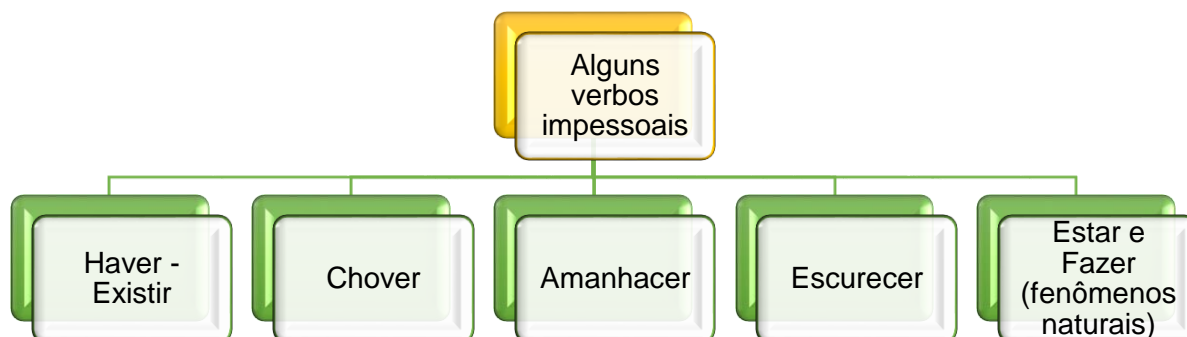 Alguns
verbos
impessoais
Haver -
Existir
Chover
Amanhacer
Escurecer
Estar e
Fazer
(fenômenos
naturais)